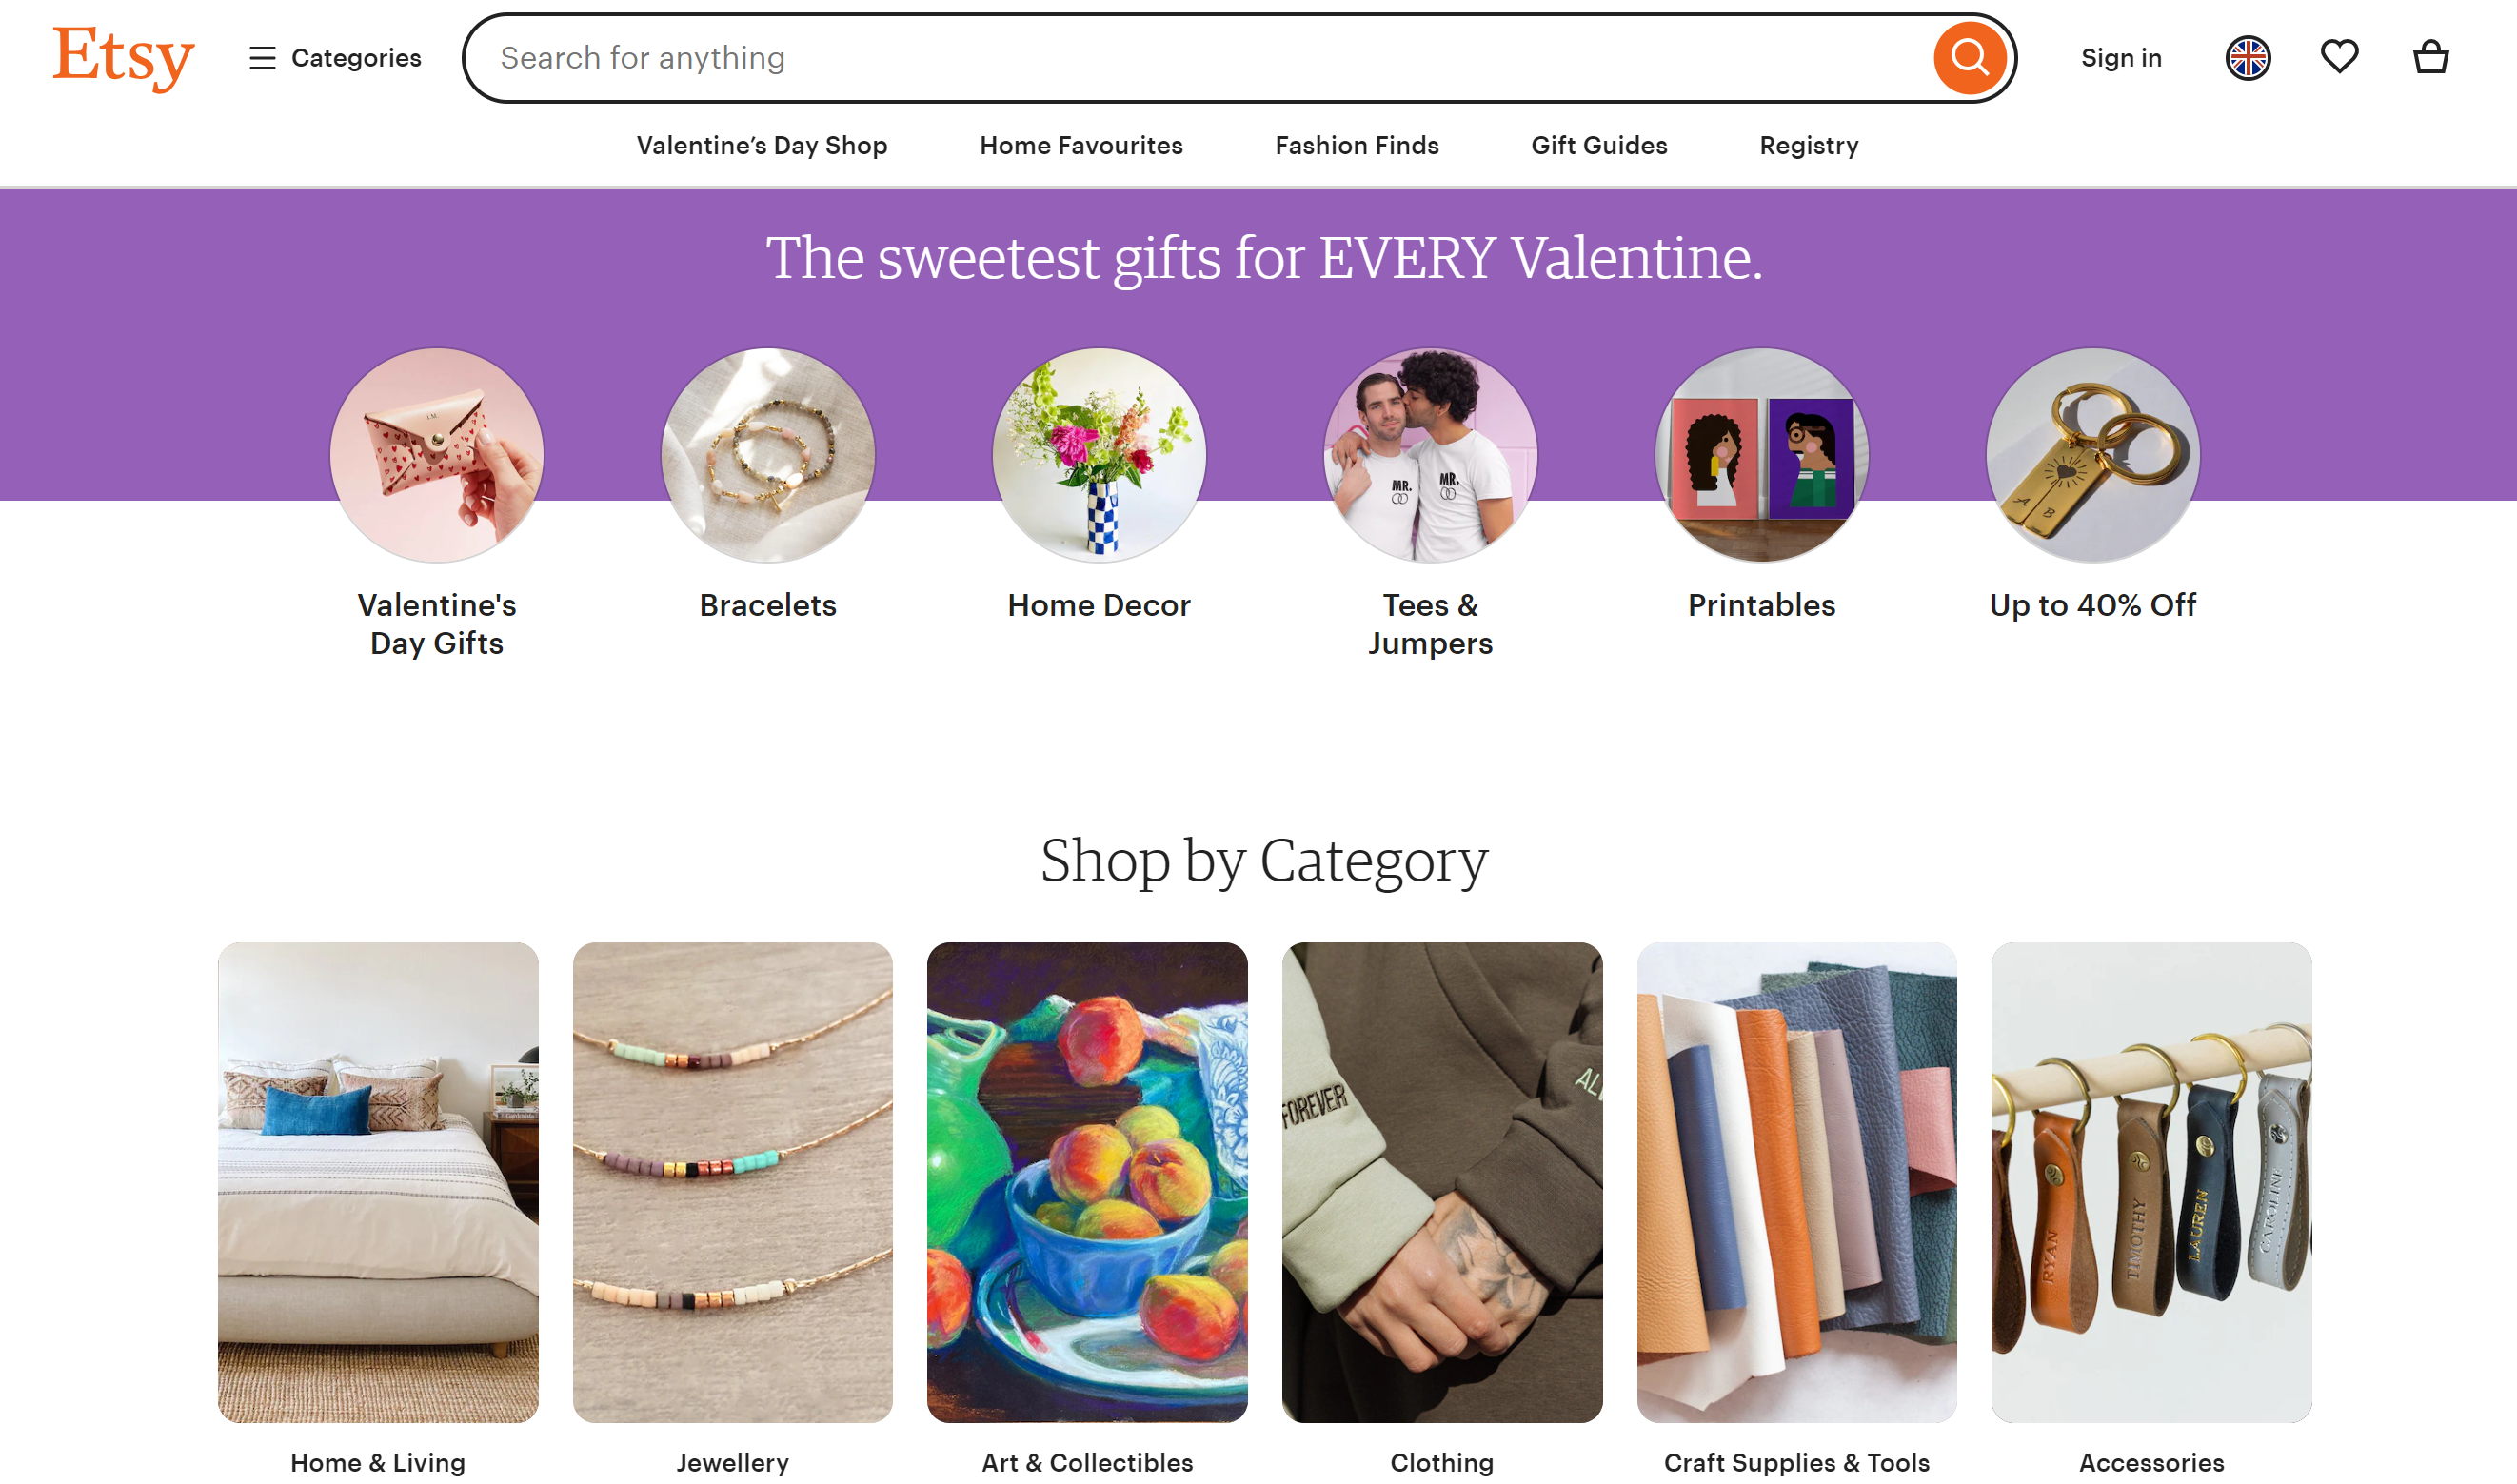 Etsy
Categories
Search for anything
Sign in
Valentine’s Day Shop
Home Favourites
Fashion Finds
Gift Guides
Registry
The sweetest gifts for EVERY Valentine.
MR.
MR.
A
B
Valentine's
Day Gifts
Bracelets
Home Decor
Tees &
Jumpers
Printables
Up to 40% Off
Shop by Category
FOREVER
RYAN
TIMOTHY
LAUREN
CAROLINE
Home & Living
Jewellery
Art & Collectibles
Clothing
Craft Supplies & Tools
Accessories